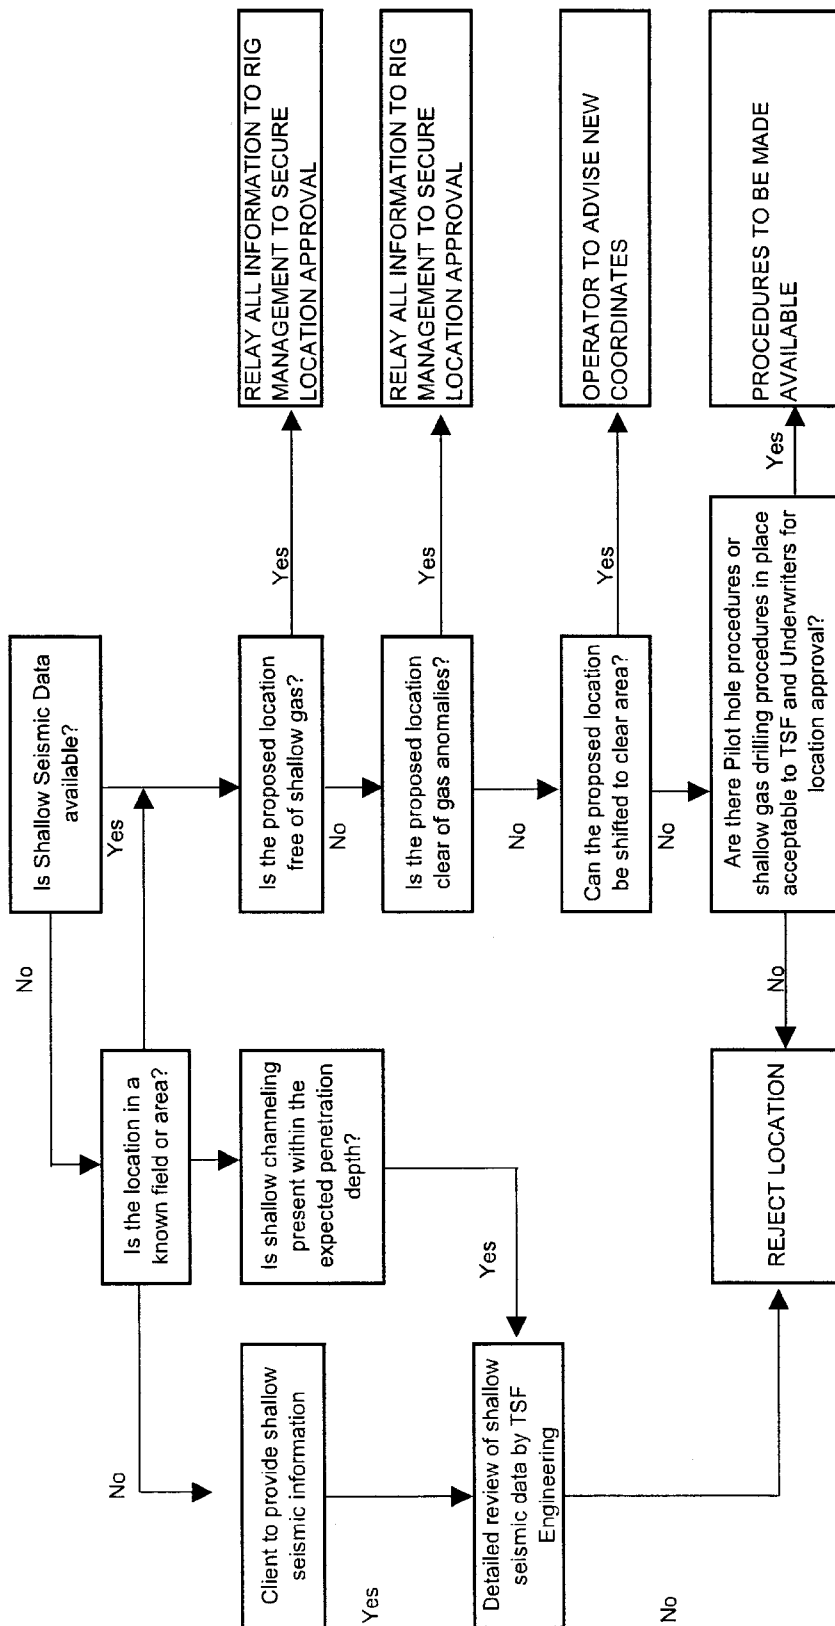 No
Is Shallow Seismic Data
available?
Yes
No
Is the location in a
known field or area?
Client to provide shallow
seismic information
Is shallow channeling
present within the
expected penetration
depth?
Is the proposed location
free of shallow gas?
Yes
RELAY ALL INFORMATION TO RIG
MANAGEMENT TO SECURE
LOCATION APPROVAL
No
Yes
Is the proposed location
clear of gas anomalies?
Yes
RELAY ALL INFORMATION TO RIG
MANAGEMENT TO SECURE
LOCATION APPROVAL
Yes
No
Detailed review of shallow
seismic data by TSF
Engineering
Can the proposed location
be shifted to clear area?
Yes
OPERATOR TO ADVISE NEW
COORDINATES
No
No
REJECT LOCATION
No
Are there Pilot hole procedures or
shallow gas drilling procedures in place
acceptable to TSF and Underwriters for
location approval?
Yes
PROCEDURES TO BE MADE
AVAILABLE